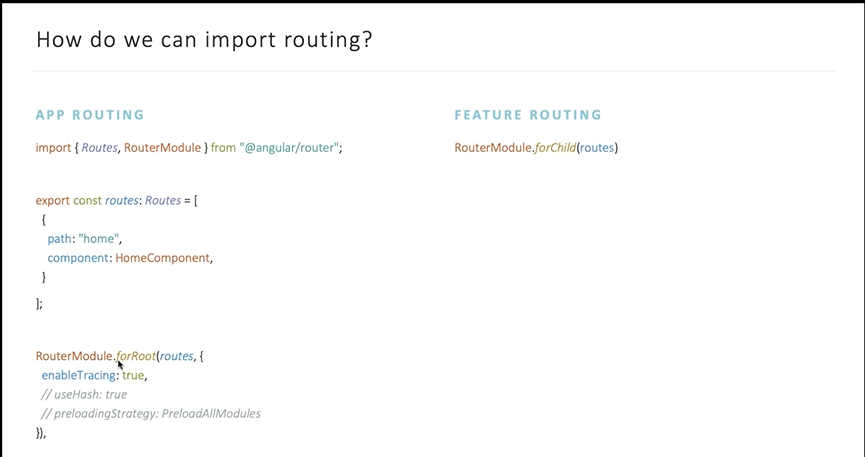 How do we can import routing?
APP ROUTING
import { Routes, RouterModule } from "@angular/router";
export const routes: Routes = [
{
path: "home",
component: HomeComponent,
}
];
RouterModule.forRoot(routes, {
enableTracing: true,
// useHash: true
// preloadingStrategy: PreloadAllModules
}),
FEATURE ROUTING
RouterModule.forChild(routes)